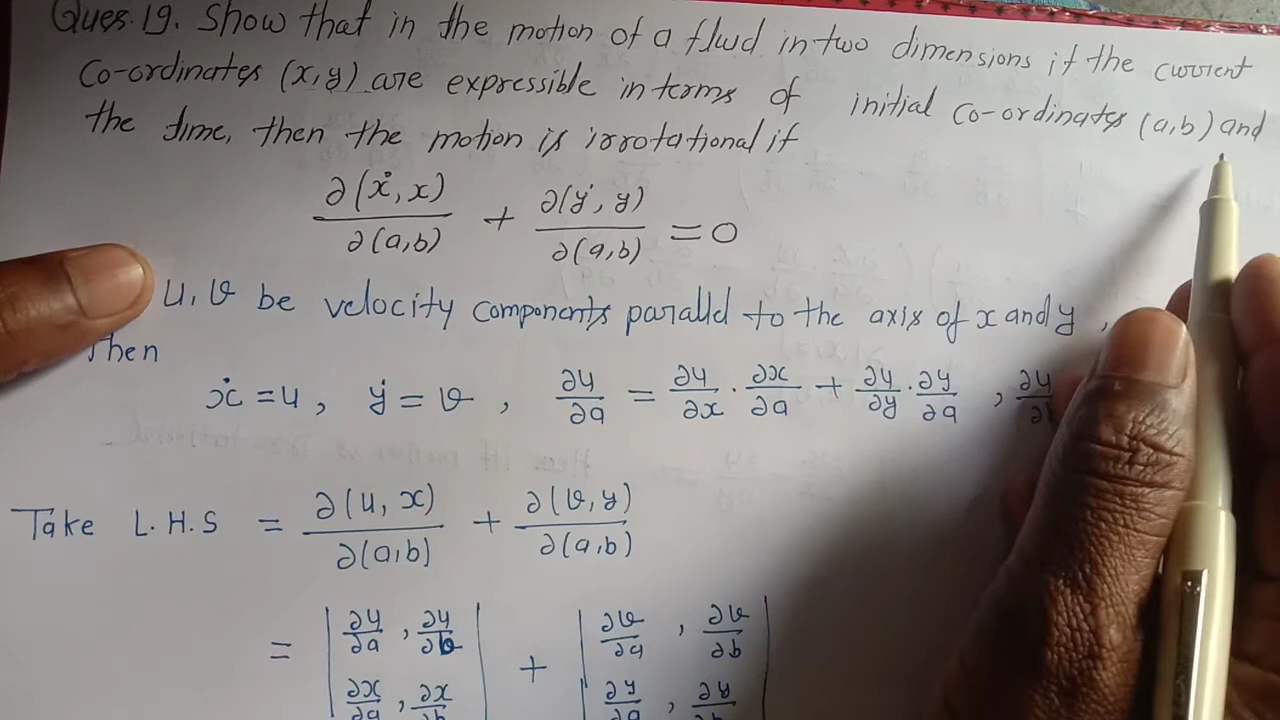 Ques. 19. Show that in the motion of a fluid in two dimensions if the current
Co-ordinates (x,y) are expressible in terms of initial co-ordinates (a,b) and
the time, then the motion is irrotational if
∂(ẋ, x)/∂(a,b) + ∂(ẏ, y)/∂(a,b) = 0
u, v be velocity components parallel to the axis of x and y,
Then
ẋ = u, ẏ = v, ∂u/∂a = ∂u/∂x · ∂x/∂a + ∂u/∂y · ∂y/∂a , ∂u
Take L.H.S = ∂(u, x)/∂(a,b) + ∂(v, y)/∂(a,b)
= | ∂u/∂a , ∂u/∂b | + | ∂v/∂a , ∂v/∂b |
| ∂x/∂a , ∂x/∂b | | ∂y/∂a , ∂y |